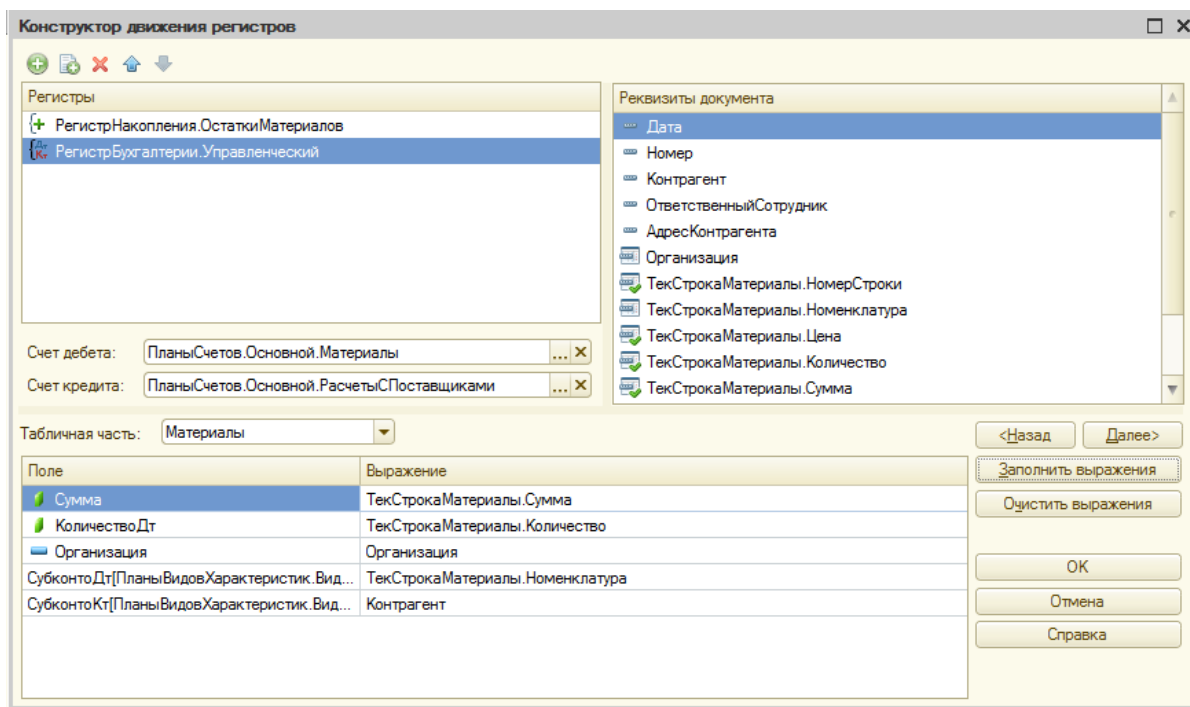 Конструктор движения регистров
Регистры
РегистрНакопления.ОстаткиМатериалов
РегистрБухгалтерии.Управленческий
Счет дебета: ПланыСчетов.Основной.Материалы
Счет кредита: ПланыСчетов.Основной.РасчетыСПоставщиками
Реквизиты документа
Дата
Номер
Контрагент
ОтветственныйСотрудник
АдресКонтрагента
Организация
ТекСтрокаМатериалы.НомерСтроки
ТекСтрокаМатериалы.Номенклатура
ТекСтрокаМатериалы.Цена
ТекСтрокаМатериалы.Количество
ТекСтрокаМатериалы.Сумма
Табличная часть: Материалы
Поле Выражение
Сумма ТекСтрокаМатериалы.Сумма
КоличествоДт ТекСтрокаМатериалы.Количество
Организация Организация
СубконтоДт[ПланыВидовХарактеристик.Вид... ТекСтрокаМатериалы.Номенклатура
СубконтоКт[ПланыВидовХарактеристик.Вид... Контрагент
<Назад Далее>
Заполнить выражения
Очистить выражения
ОК
Отмена
Справка